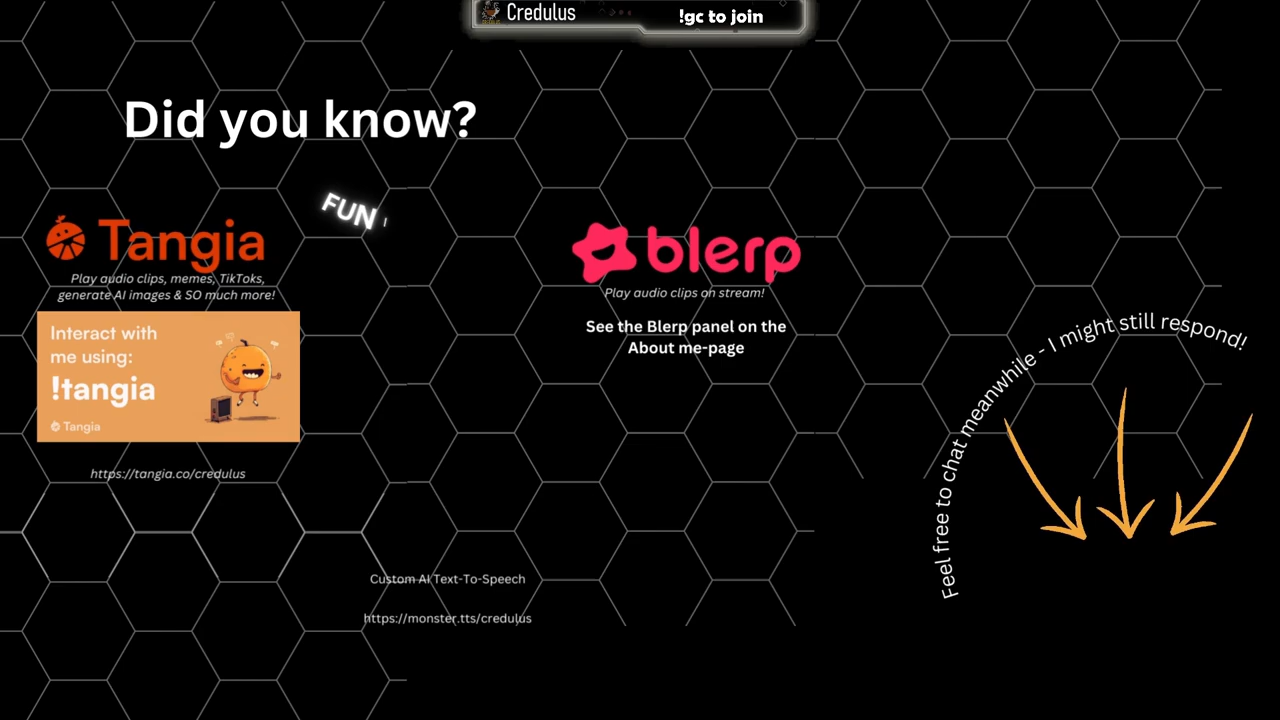 Credulus
!gc to join
Did you know?
FUN
Tangia
Play audio clips, memes, TikToks,
generate AI images & SO much more!
Interact with
me using:
!tangia
Tangia
https://tangia.co/credulus
blerp
Play audio clips on stream!
See the Blerp panel on the
About me-page
Feel free to chat meanwhile - I might still respond!
Custom AI Text-To-Speech
https://monster.tts/credulus